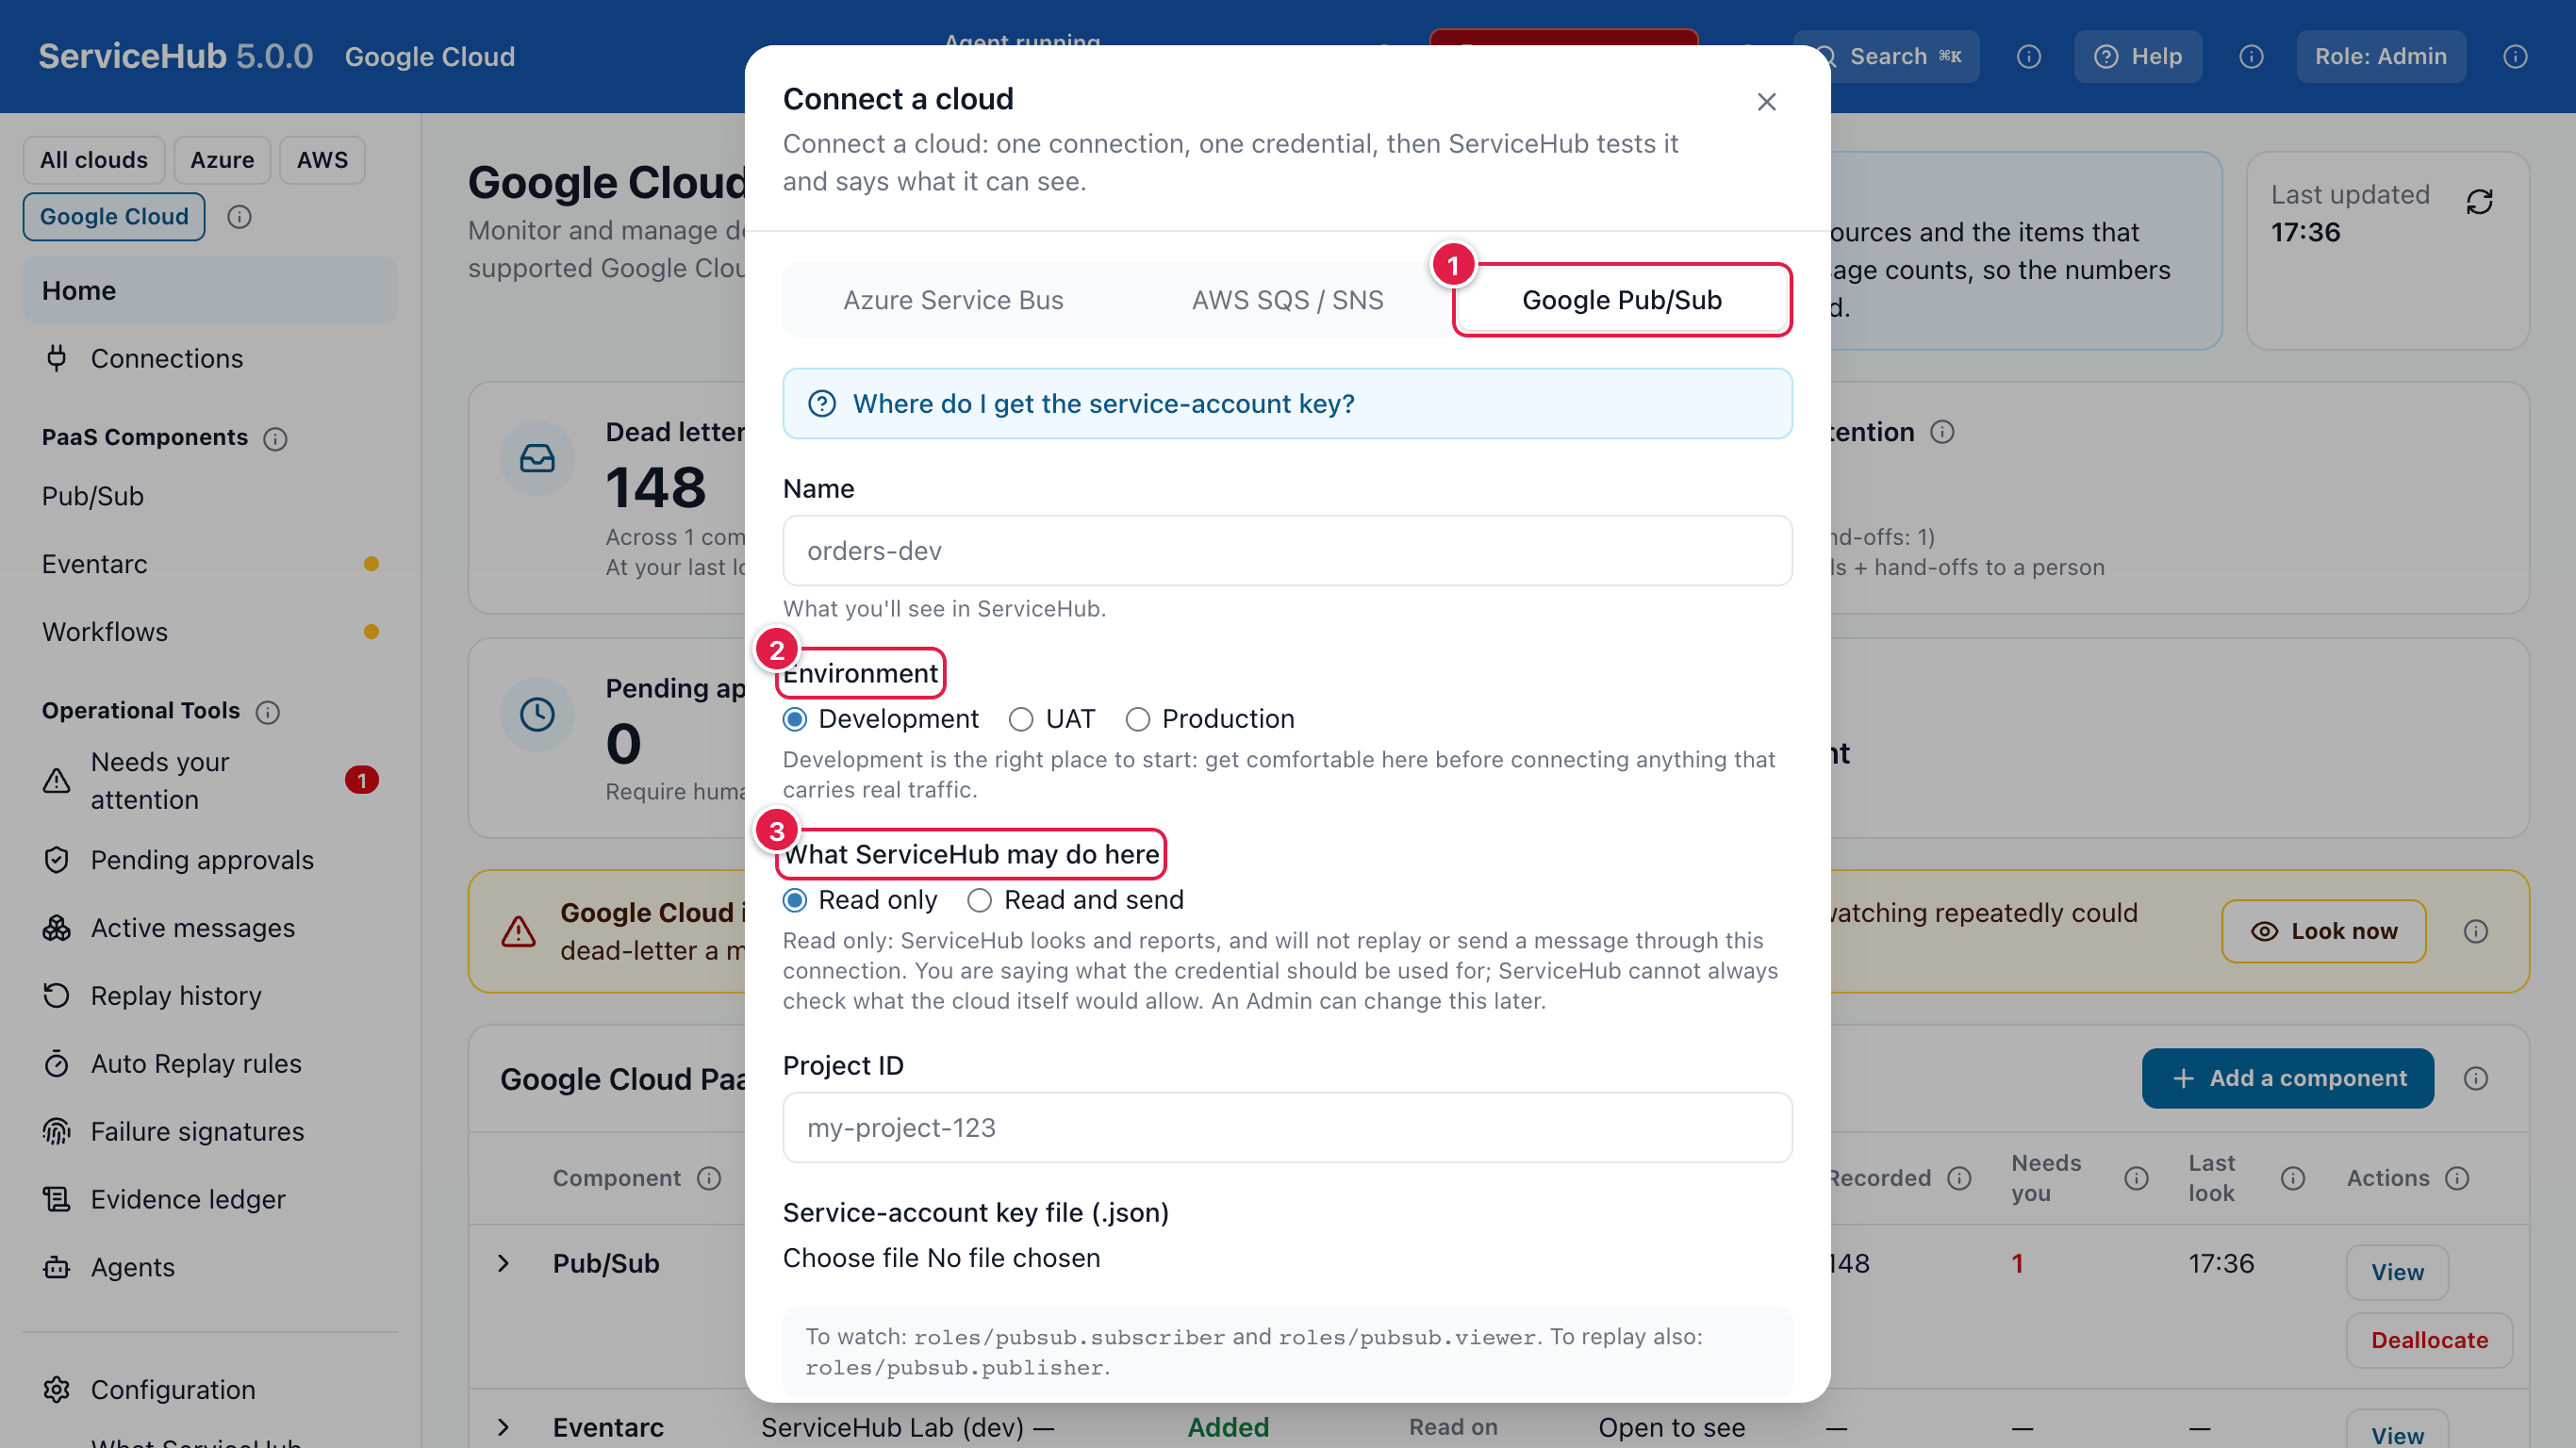 ServiceHub 5.0.0 Google Cloud
Agent running
Search ⌘K
Help
Role: Admin
All clouds
Azure
AWS
Google Cloud
Home
Connections
PaaS Components
Pub/Sub
Eventarc
Workflows
Operational Tools
Needs your
attention
1
Pending approvals
Active messages
Replay history
Auto Replay rules
Failure signatures
Evidence ledger
Agents
Configuration
What ServiceHub
Google Cloud
Monitor and manage
supported Google
ources and the items that
age counts, so the numbers
d.
Last updated
17:36
Dead letter
148
Across 1
At your last
tention
nd-offs: 1)
ls + hand-offs to a person
Pending
0
Require
nt
Google Cloud
dead-letter a
watching repeatedly could
Look now
Google Cloud
Add a component
Component
Recorded
Needs
you
Last
look
Actions
Pub/Sub
148
1
17:36
View
Deallocate
Eventarc
ServiceHub Lab (dev) —
Added
Read on
Open to see
—
—
—
View
Connect a cloud
Connect a cloud: one connection, one credential, then ServiceHub tests it
and says what it can see.
Azure Service Bus
AWS SQS / SNS
1
Google Pub/Sub
Where do I get the service-account key?
Name
orders-dev
What you'll see in ServiceHub.
2
Environment
Development
UAT
Production
Development is the right place to start: get comfortable here before connecting anything that
carries real traffic.
3
What ServiceHub may do here
Read only
Read and send
Read only: ServiceHub looks and reports, and will not replay or send a message through this
connection. You are saying what the credential should be used for; ServiceHub cannot always
check what the cloud itself would allow. An Admin can change this later.
Project ID
my-project-123
Service-account key file (.json)
Choose file No file chosen
To watch: roles/pubsub.subscriber and roles/pubsub.viewer. To replay also:
roles/pubsub.publisher.